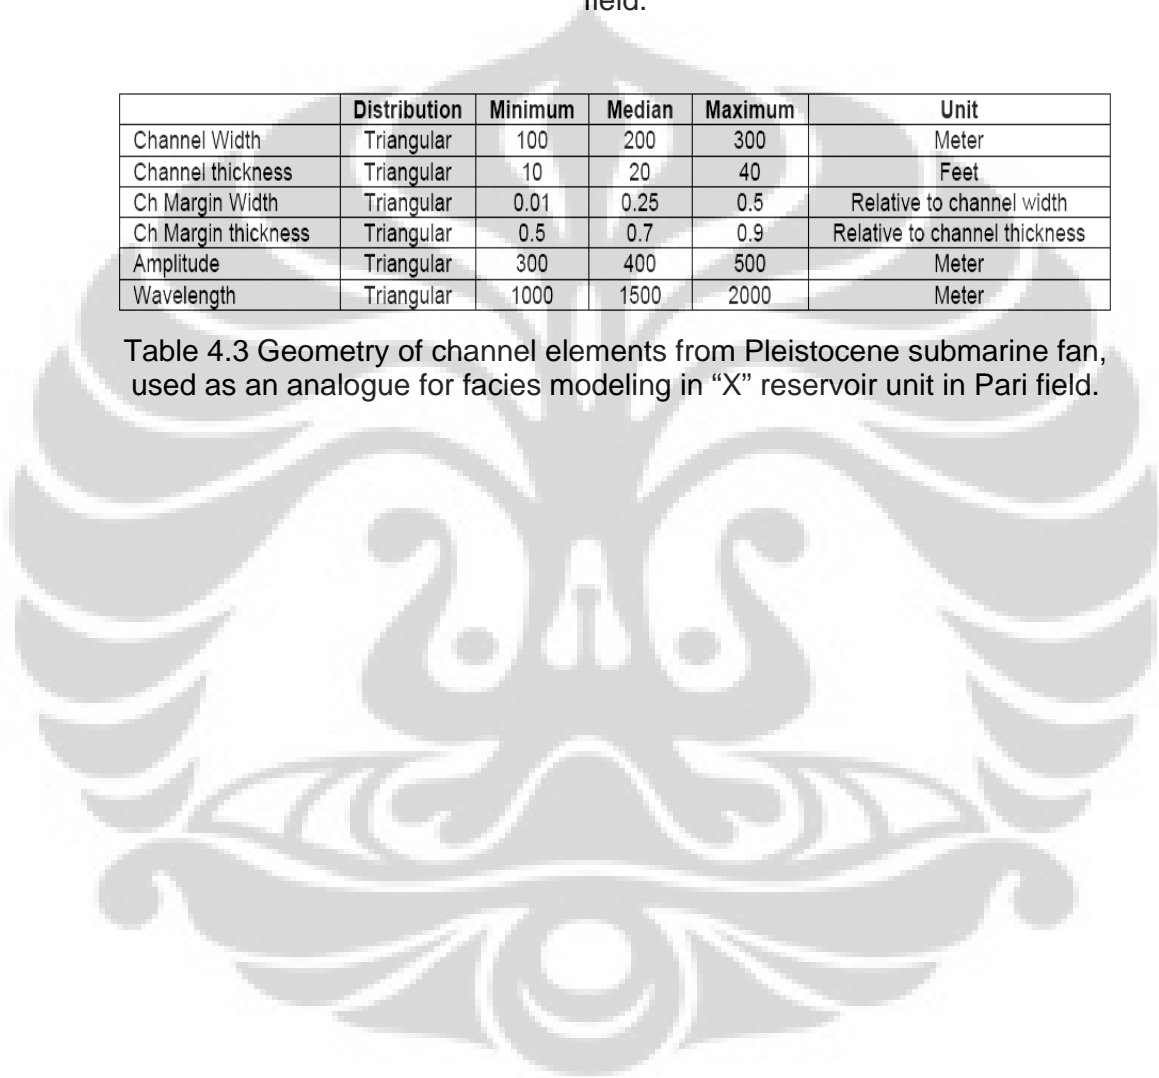 field.
Distribution Minimum Median Maximum Unit
Channel Width Triangular 100 200 300 Meter
Channel thickness Triangular 10 20 40 Feet
Ch Margin Width Triangular 0.01 0.25 0.5 Relative to channel width
Ch Margin thickness Triangular 0.5 0.7 0.9 Relative to channel thickness
Amplitude Triangular 300 400 500 Meter
Wavelength Triangular 1000 1500 2000 Meter
Table 4.3 Geometry of channel elements from Pleistocene submarine fan,
used as an analogue for facies modeling in “X” reservoir unit in Pari field.